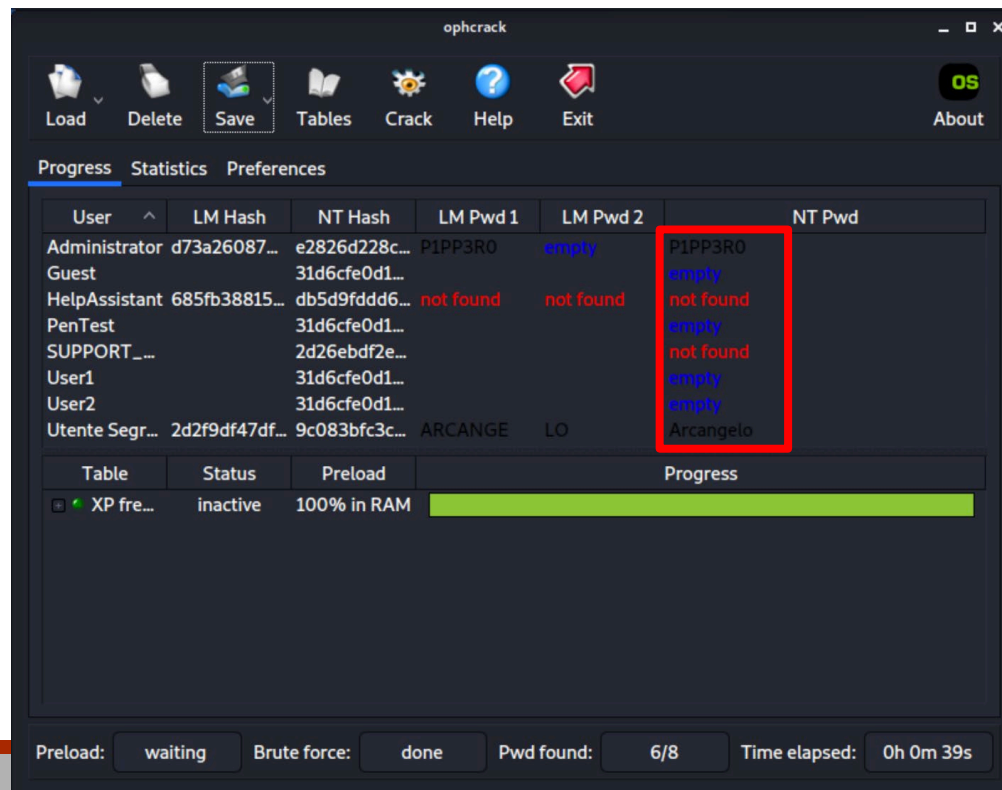 ophcrack
Load Delete Save Tables Crack Help Exit OS About
Progress Statistics Preferences
User LM Hash NT Hash LM Pwd 1 LM Pwd 2 NT Pwd
Administrator d73a26087... e2826d228c... P1PP3R0 empty P1PP3R0
Guest 31d6cfe0d1... empty
HelpAssistant 685fb38815... db5d9fddd6... not found not found not found
PenTest 31d6cfe0d1... empty
SUPPORT_... 2d26ebdf2e... not found
User1 31d6cfe0d1... empty
User2 31d6cfe0d1... empty
Utente Segr... 2d2f9df47df... 9c083bfc3c... ARCANGE LO Arcangelo
Table Status Preload Progress
XP fre... inactive 100% in RAM
Preload: waiting Brute force: done Pwd found: 6/8 Time elapsed: 0h 0m 39s